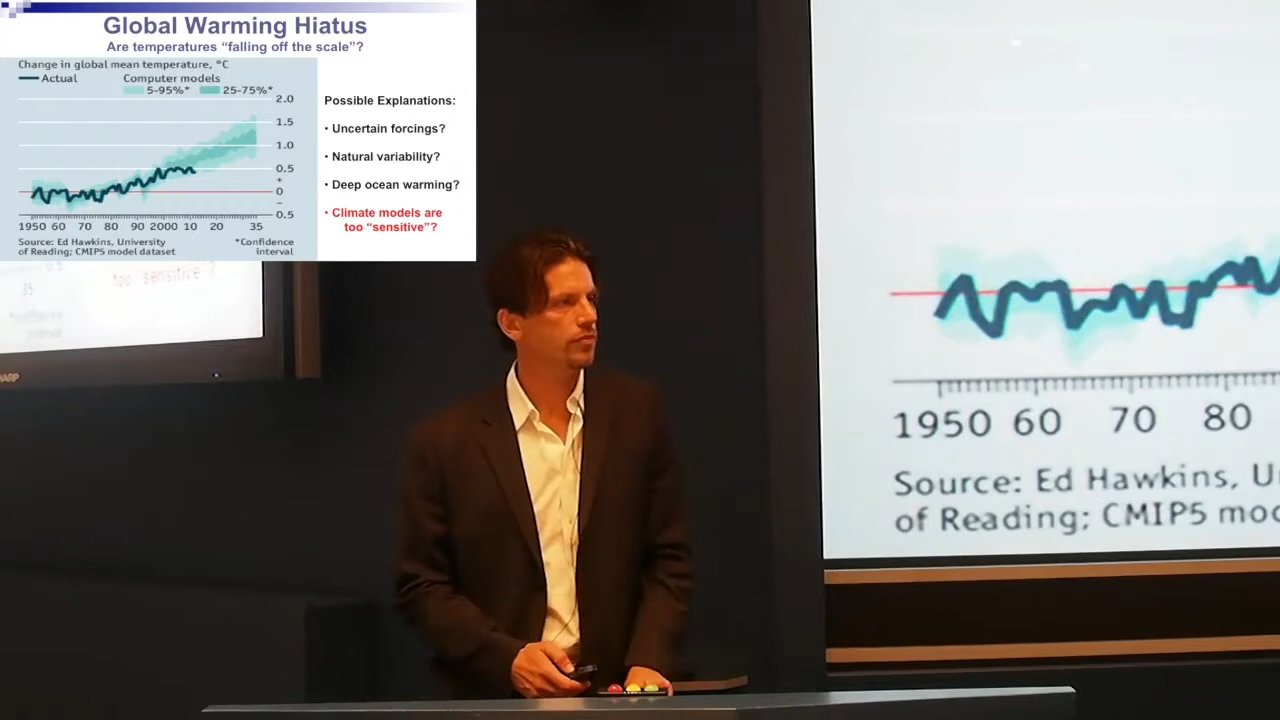 Global Warming Hiatus
Are temperatures “falling off the scale”?
Change in global mean temperature, °C
Actual
Computer models
5-95%* 25-75%*
2.0
1.5
1.0
0.5
+
0
–
0.5
1950 60 70 80 90 2000 10 20 35
Source: Ed Hawkins, University
of Reading; CMIP5 model dataset
*Confidence
interval
Possible Explanations:
• Uncertain forcings?
• Natural variability?
• Deep ocean warming?
• Climate models are
too “sensitive”?
too "sensitive"?
35
1950 60 70 80
Source: Ed Hawkins, U
of Reading; CMIP5 mod